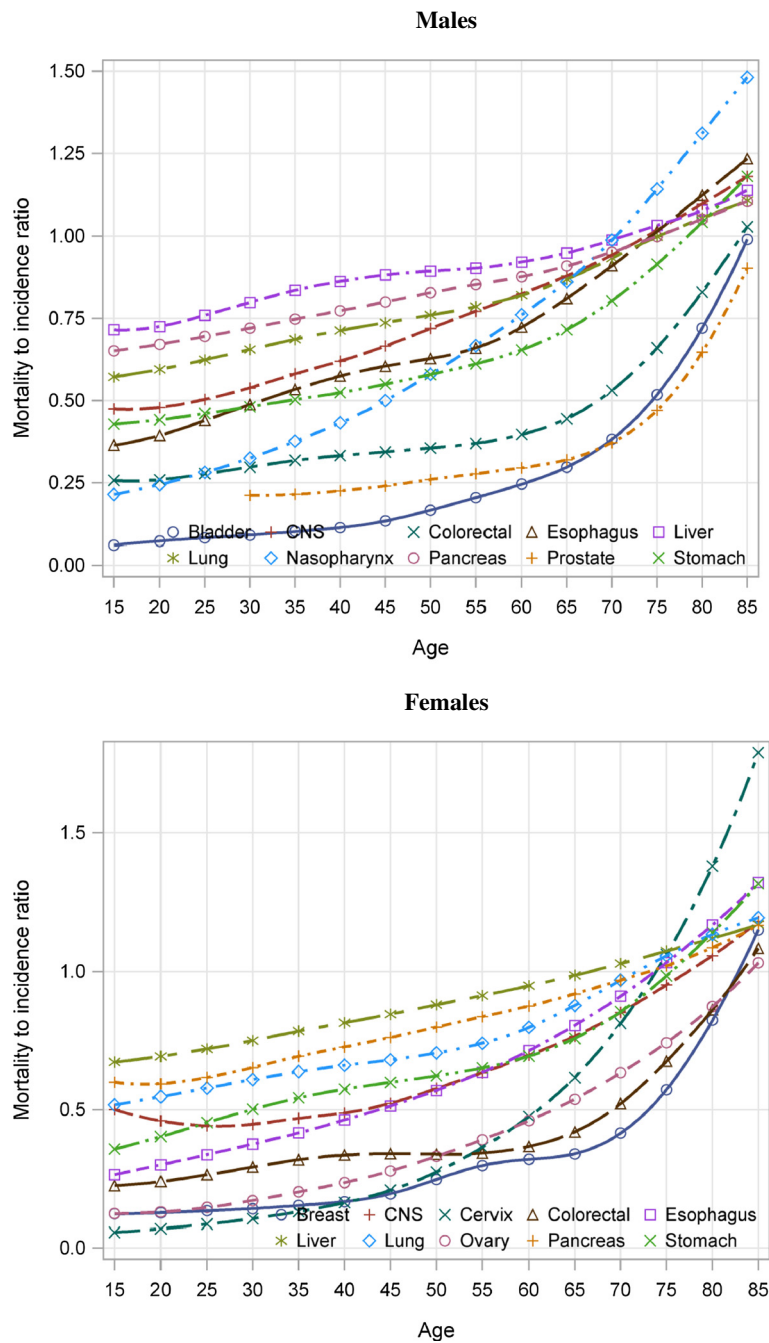 Males
1.50
1.25
1.00
0.75
0.50
0.25
0.00
Mortality to incidence ratio
Bladder CNS Colorectal Esophagus Liver
Lung Nasopharynx Pancreas Prostate Stomach
15 20 25 30 35 40 45 50 55 60 65 70 75 80 85
Age
Females
1.5
1.0
0.5
0.0
Mortality to incidence ratio
Breast CNS Cervix Colorectal Esophagus
Liver Lung Ovary Pancreas Stomach
15 20 25 30 35 40 45 50 55 60 65 70 75 80 85
Age